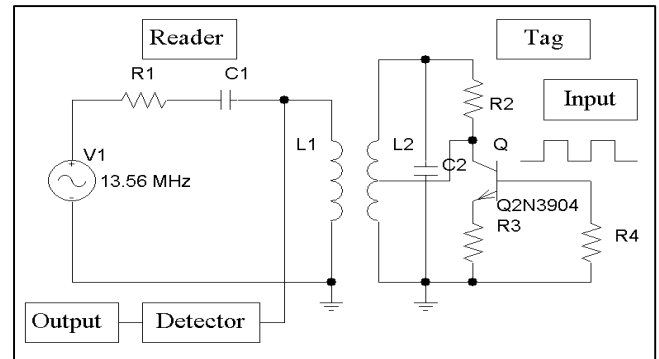 Reader
Tag
R1
C1
R2
Input
V1
L1
L2
C2
Q
13.56 MHz
Q2N3904
R3
R4
Output
Detector